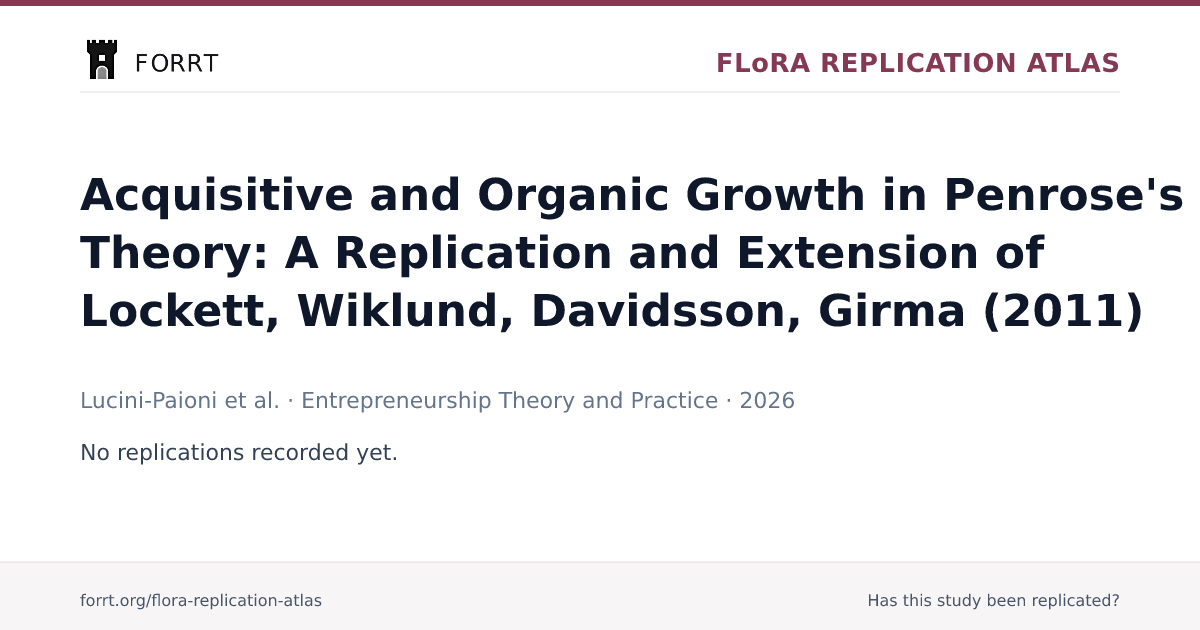 FORRT
FLoRA REPLICATION ATLAS
Acquisitive and Organic Growth in Penrose's
Theory: A Replication and Extension of
Lockett, Wiklund, Davidsson, Girma (2011)
Lucini-Paioni et al. · Entrepreneurship Theory and Practice · 2026
No replications recorded yet.
forrt.org/flora-replication-atlas
Has this study been replicated?